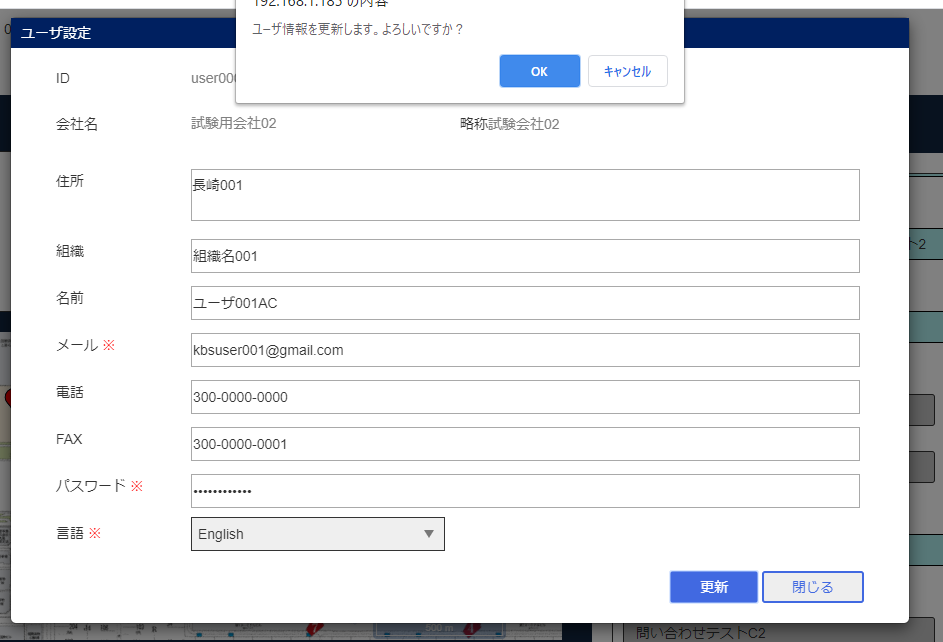 192.168.1.185 の内容
ユーザ情報を更新します。よろしいですか？
OK キャンセル
ユーザ設定
ID user00
会社名 試験用会社02 略称試験会社02
住所 長崎001
組織 組織名001
名前 ユーザ001AC
メール ※ kbsuser001@gmail.com
電話 300-0000-0000
FAX 300-0000-0001
パスワード ※ ••••••••••••
言語 ※ English ▼
更新 閉じる
ト2
500 m
問い合わせテストC2